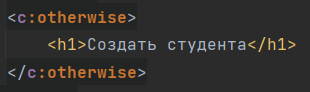 <c:otherwise>
<h1>Создать студента</h1>
</c:otherwise>